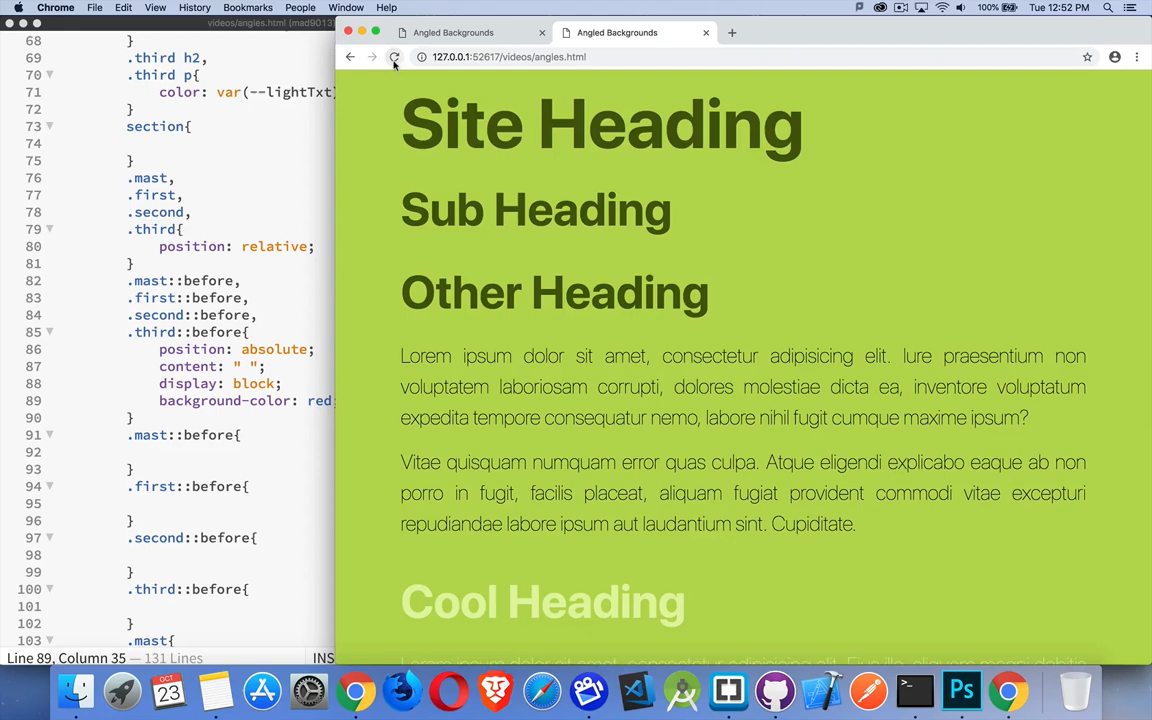 Chrome File Edit View History Bookmarks People Window Help 100% Tue 12:52 PM
videos/angles.html (mad9013)
Angled Backgrounds
Angled Backgrounds
127.0.0.1:52617/videos/angles.html
68 }
69 .third h2,
70 .third p{
71 color: var(--lightTxt)
72 }
73 section{
74
75 }
76 .mast,
77 .first,
78 .second,
79 .third{
80 position: relative;
81 }
82 .mast::before,
83 .first::before,
84 .second::before,
85 .third::before{
86 position: absolute;
87 content: " ";
88 display: block;
89 background-color: red
90 }
91 .mast::before{
92
93 }
94 .first::before{
95
96 }
97 .second::before{
98
99 }
100 .third::before{
101
102 }
103 .mast{
Line 89, Column 35 — 131 Lines INS
Site Heading
Sub Heading
Other Heading
Lorem ipsum dolor sit amet, consectetur adipisicing elit. Iure praesentium non
voluptatem laboriosam corrupti, dolores molestiae dicta ea, inventore voluptatum
expedita tempore consequatur nemo, labore nihil fugit cumque maxime ipsum?
Vitae quisquam numquam error quas culpa. Atque eligendi explicabo eaque ab non
porro in fugit, facilis placeat, aliquam fugiat provident commodi vitae excepturi
repudiandae labore ipsum aut laudantium sint. Cupiditate.
Cool Heading
OCT
23
Ps